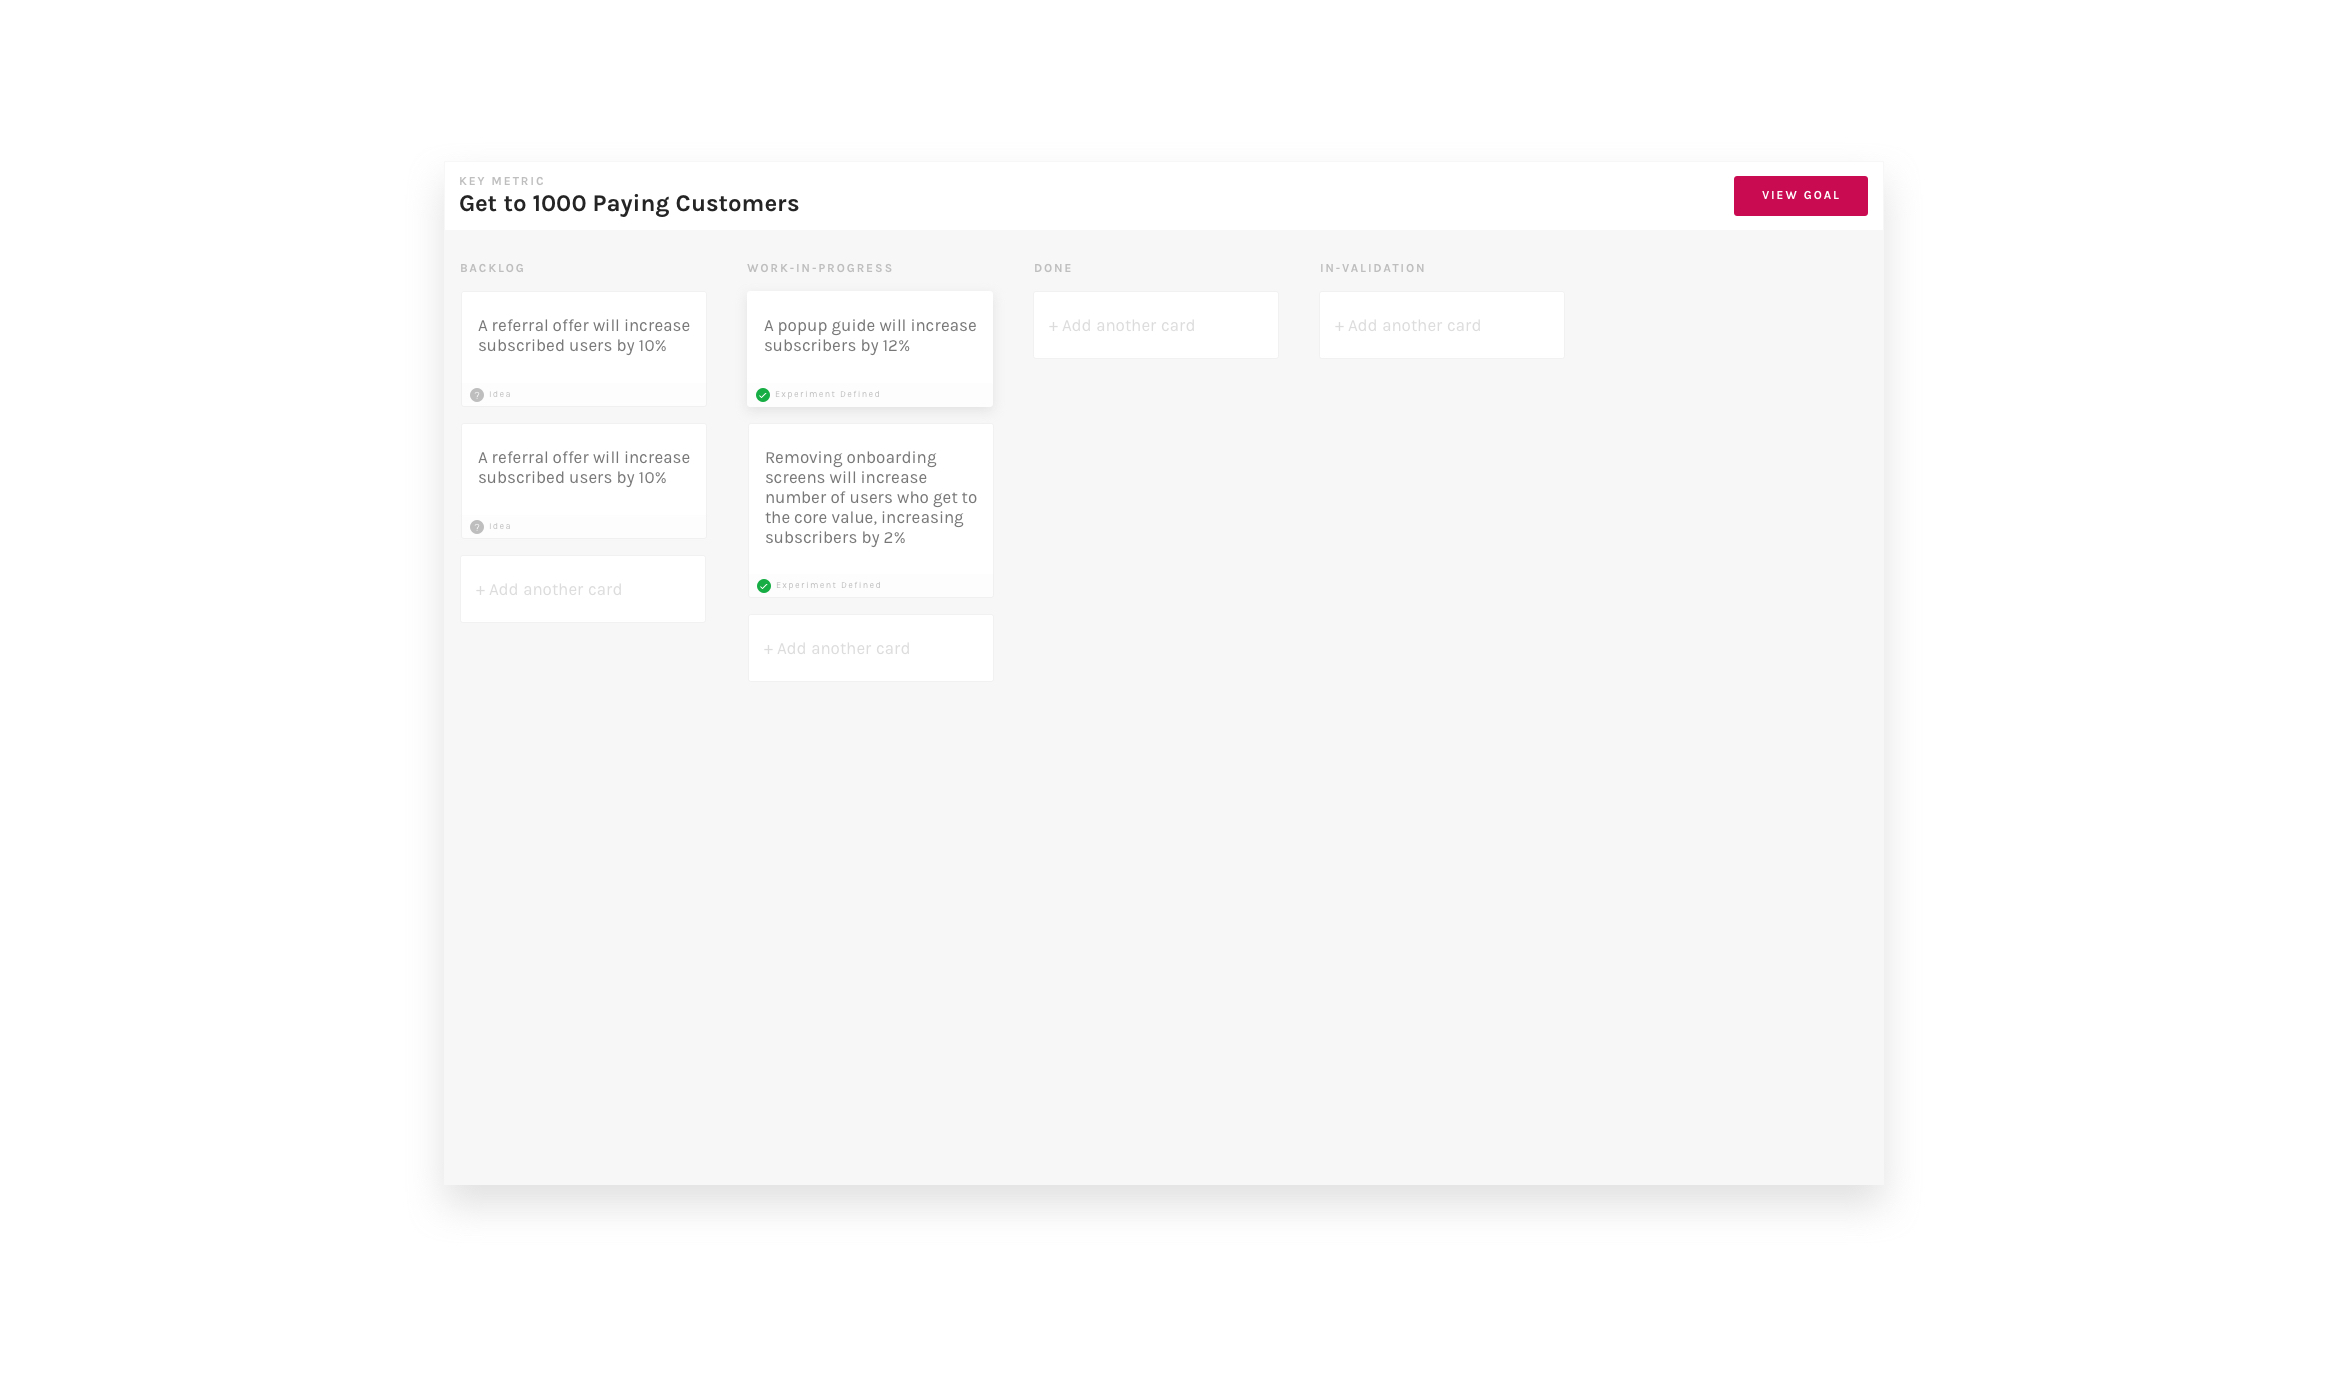 KEY METRIC
Get to 1000 Paying Customers
VIEW GOAL
BACKLOG
A referral offer will increase
subscribed users by 10%
? Idea
A referral offer will increase
subscribed users by 10%
? Idea
+ Add another card
WORK-IN-PROGRESS
A popup guide will increase
subscribers by 12%
Experiment Defined
Removing onboarding
screens will increase
number of users who get to
the core value, increasing
subscribers by 2%
Experiment Defined
+ Add another card
DONE
+ Add another card
IN-VALIDATION
+ Add another card